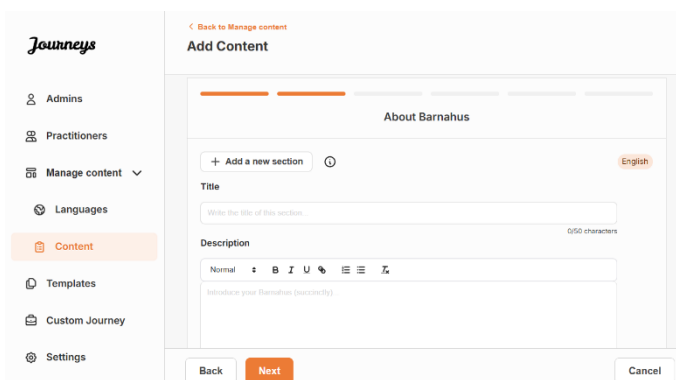 Journeys
Admins
Practitioners
Manage content
Languages
Content
Templates
Custom Journey
Settings
Back to Manage content
Add Content
About Barnahus
+ Add a new section
English
Title
Write the title of this section...
0/50 characters
Description
Normal B I U
Introduce your Barnahus (succinctly)...
Back Next Cancel